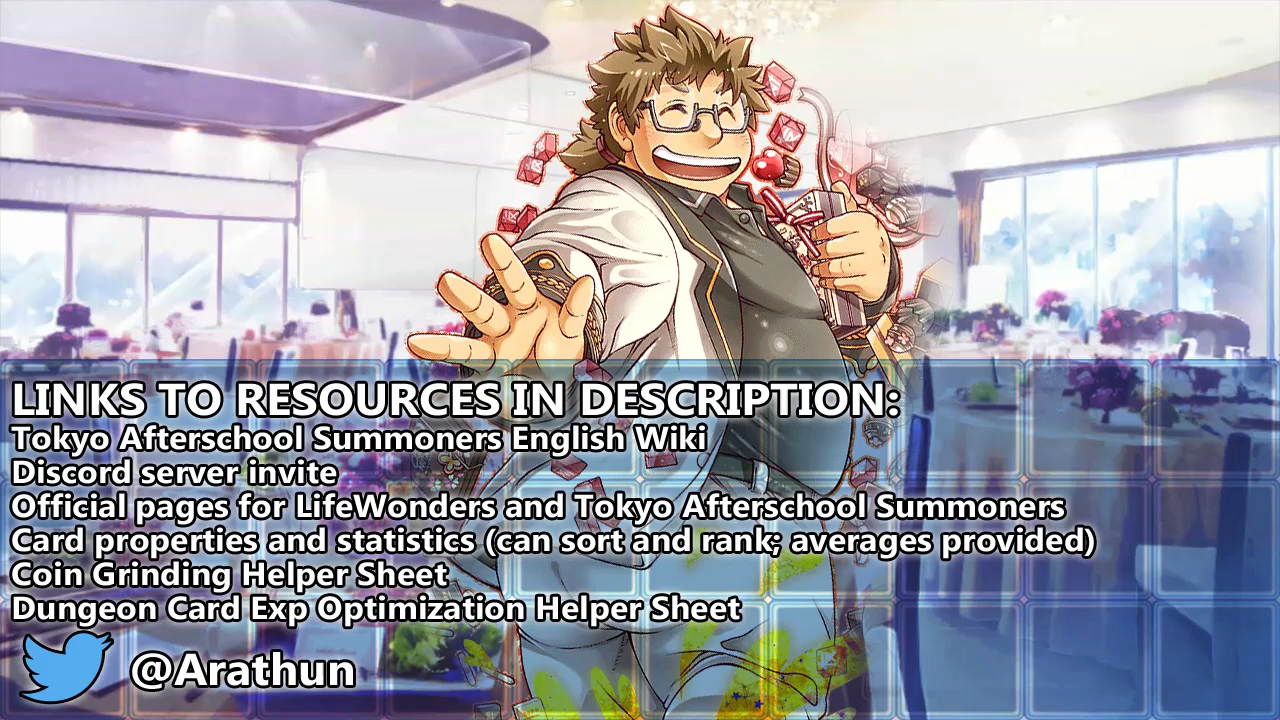 LINKS TO RESOURCES IN DESCRIPTION:
Tokyo Afterschool Summoners English Wiki
Discord server invite
Official pages for LifeWonders and Tokyo Afterschool Summoners
Card properties and statistics (can sort and rank; averages provided)
Coin Grinding Helper Sheet
Dungeon Card Exp Optimization Helper Sheet
@Arathun